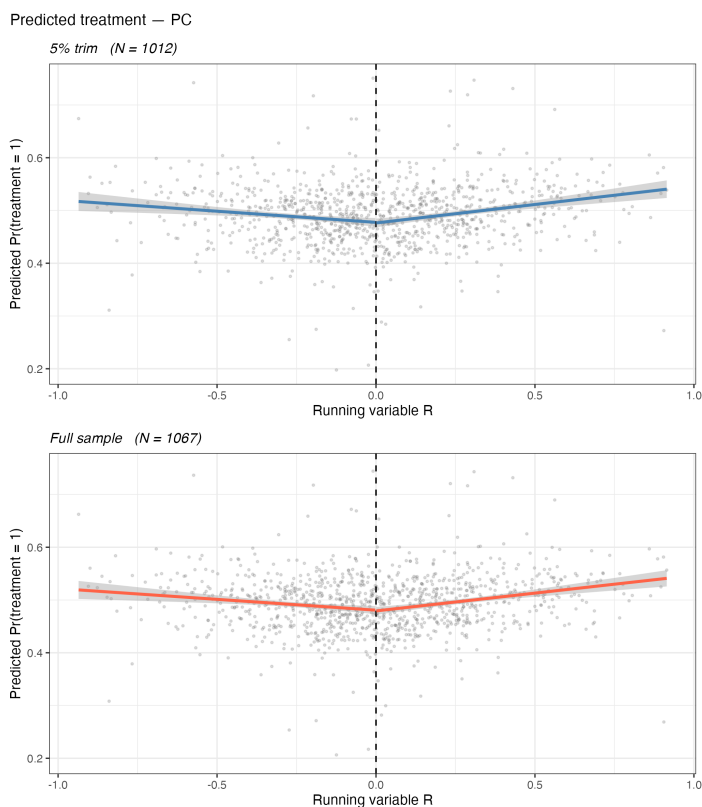 Predicted treatment — PC
5% trim (N = 1012)
Predicted Pr(treatment = 1)
0.6
0.4
0.2
-1.0 -0.5 0.0 0.5 1.0
Running variable R
Full sample (N = 1067)
Predicted Pr(treatment = 1)
0.6
0.4
0.2
-1.0 -0.5 0.0 0.5 1.0
Running variable R